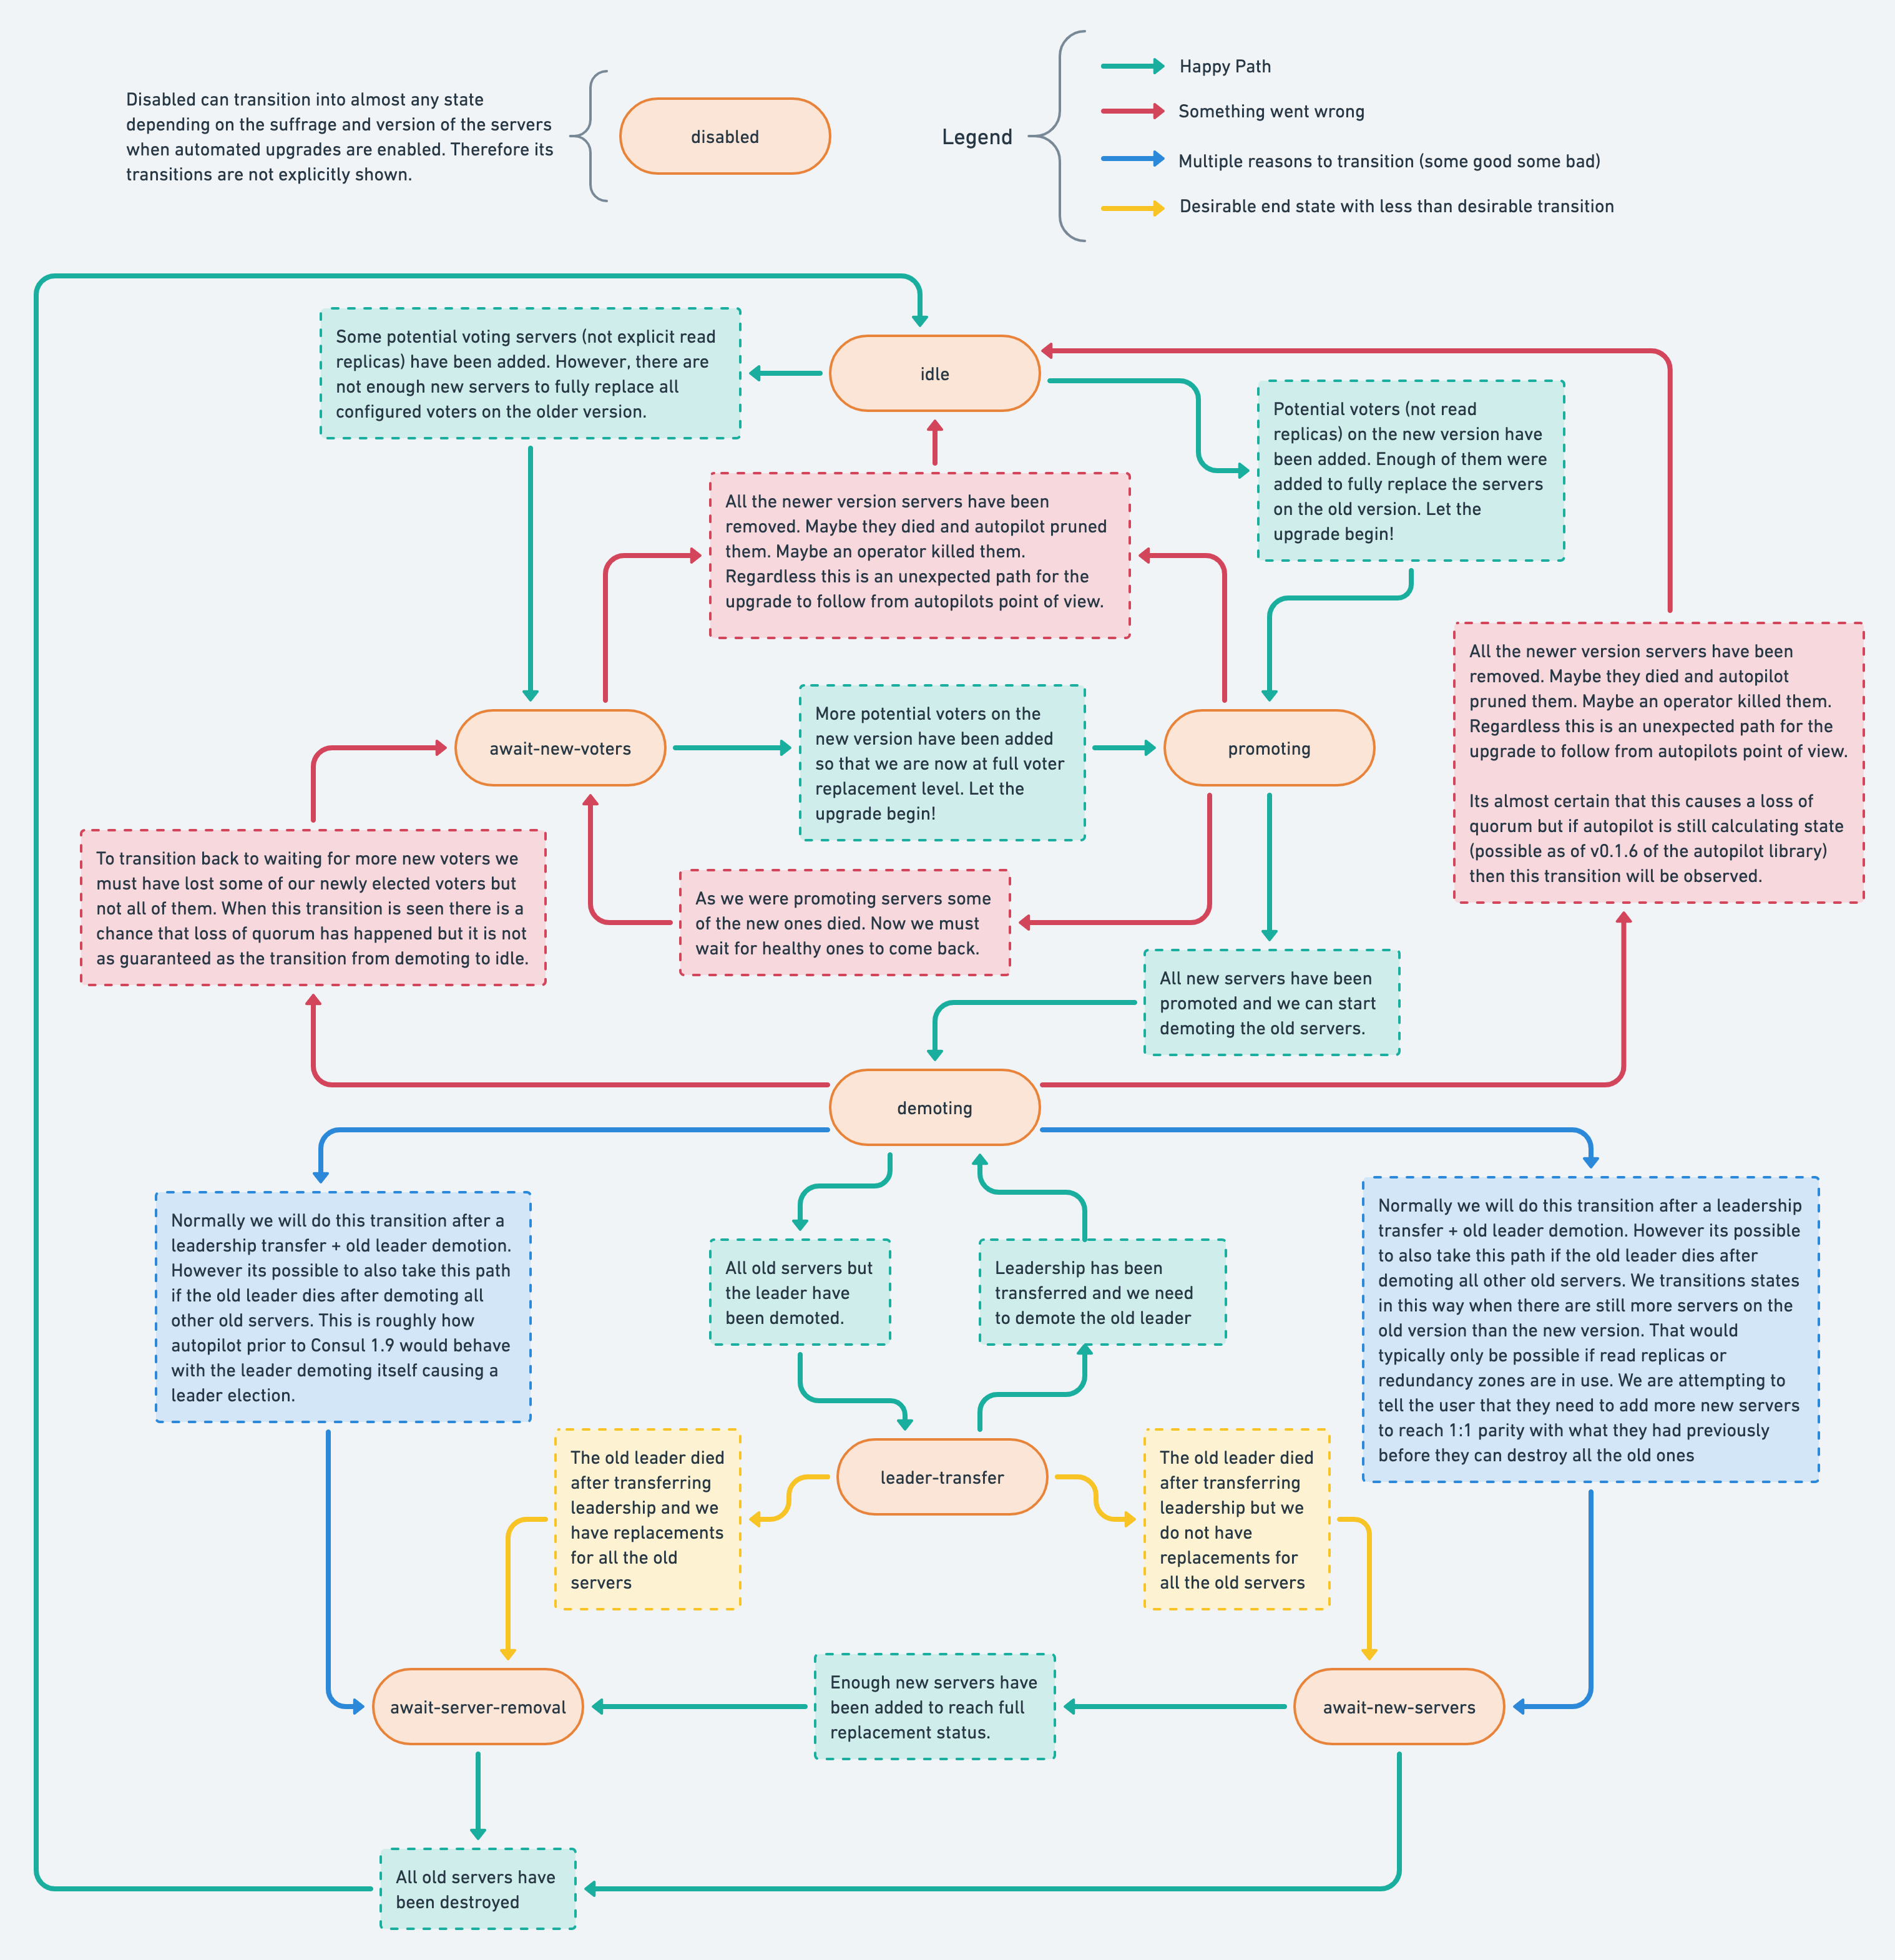 Disabled can transition into almost any state
depending on the suffrage and version of the servers
when automated upgrades are enabled. Therefore its
transitions are not explicitly shown.
disabled
Legend
Happy Path
Something went wrong
Multiple reasons to transition (some good some bad)
Desirable end state with less than desirable transition
Some potential voting servers (not explicit read
replicas) have been added. However, there are
not enough new servers to fully replace all
configured voters on the older version.
idle
Potential voters (not read
replicas) on the new version have
been added. Enough of them were
added to fully replace the servers
on the old version. Let the
upgrade begin!
All the newer version servers have been
removed. Maybe they died and autopilot pruned
them. Maybe an operator killed them.
Regardless this is an unexpected path for the
upgrade to follow from autopilots point of view.
All the newer version servers have been
removed. Maybe they died and autopilot
pruned them. Maybe an operator killed them.
Regardless this is an unexpected path for the
upgrade to follow from autopilots point of view.
Its almost certain that this causes a loss of
quorum but if autopilot is still calculating state
(possible as of v0.1.6 of the autopilot library)
then this transition will be observed.
await-new-voters
More potential voters on the
new version have been added
so that we are now at full voter
replacement level. Let the
upgrade begin!
promoting
To transition back to waiting for more new voters we
must have lost some of our newly elected voters but
not all of them. When this transition is seen there is a
chance that loss of quorum has happened but it is not
as guaranteed as the transition from demoting to idle.
As we were promoting servers some
of the new ones died. Now we must
wait for healthy ones to come back.
All new servers have been
promoted and we can start
demoting the old servers.
demoting
Normally we will do this transition after a
leadership transfer + old leader demotion.
However its possible to also take this path
if the old leader dies after demoting all
other old servers. This is roughly how
autopilot prior to Consul 1.9 would behave
with the leader demoting itself causing a
leader election.
All old servers but
the leader have
been demoted.
Leadership has been
transferred and we need
to demote the old leader
Normally we will do this transition after a leadership
transfer + old leader demotion. However its possible
to also take this path if the old leader dies after
demoting all other old servers. We transitions states
in this way when there are still more servers on the
old version than the new version. That would
typically only be possible if read replicas or
redundancy zones are in use. We are attempting to
tell the user that they need to add more new servers
to reach 1:1 parity with what they had previously
before they can destroy all the old ones
The old leader died
after transferring
leadership and we
have replacements
for all the old
servers
leader-transfer
The old leader died
after transferring
leadership but we
do not have
replacements for
all the old servers
await-server-removal
Enough new servers have
been added to reach full
replacement status.
await-new-servers
All old servers have
been destroyed